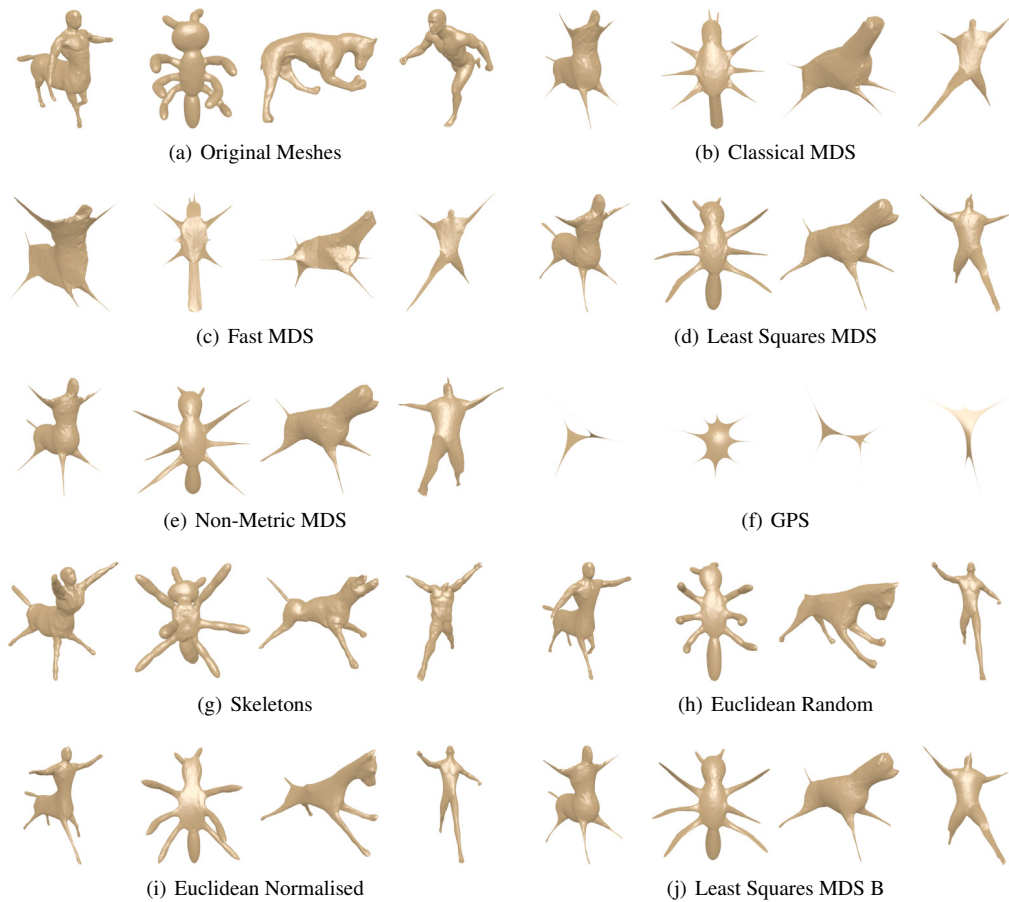 (a) Original Meshes
(b) Classical MDS
(c) Fast MDS
(d) Least Squares MDS
(e) Non-Metric MDS
(f) GPS
(g) Skeletons
(h) Euclidean Random
(i) Euclidean Normalised
(j) Least Squares MDS B